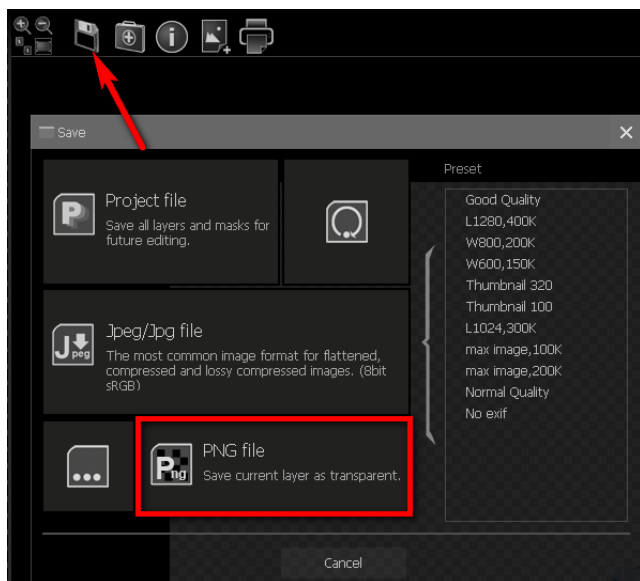 Save
Preset
Project file
Save all layers and masks for
future editing.
P
Jpeg/Jpg file
The most common image format for flattened,
compressed and lossy compressed images. (8bit
sRGB)
J
peg
PNG file
Save current layer as transparent.
Png
Good Quality
L1280,400K
W800,200K
W600,150K
Thumbnail 320
Thumbnail 100
L1024,300K
max image,100K
max image,200K
Normal Quality
No exif
Cancel